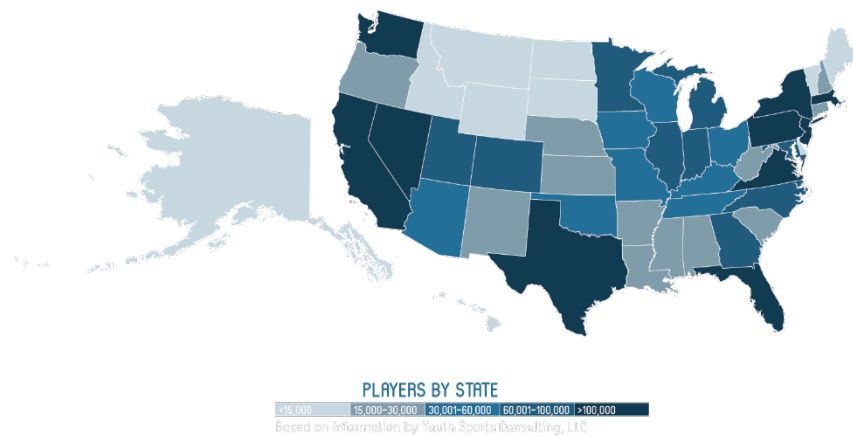 PLAYERS BY STATE
<15,000 15,000-30,000 30,001-60,000 60,001-100,000 >100,000
Based on information by Youth Sports Consulting, LLC